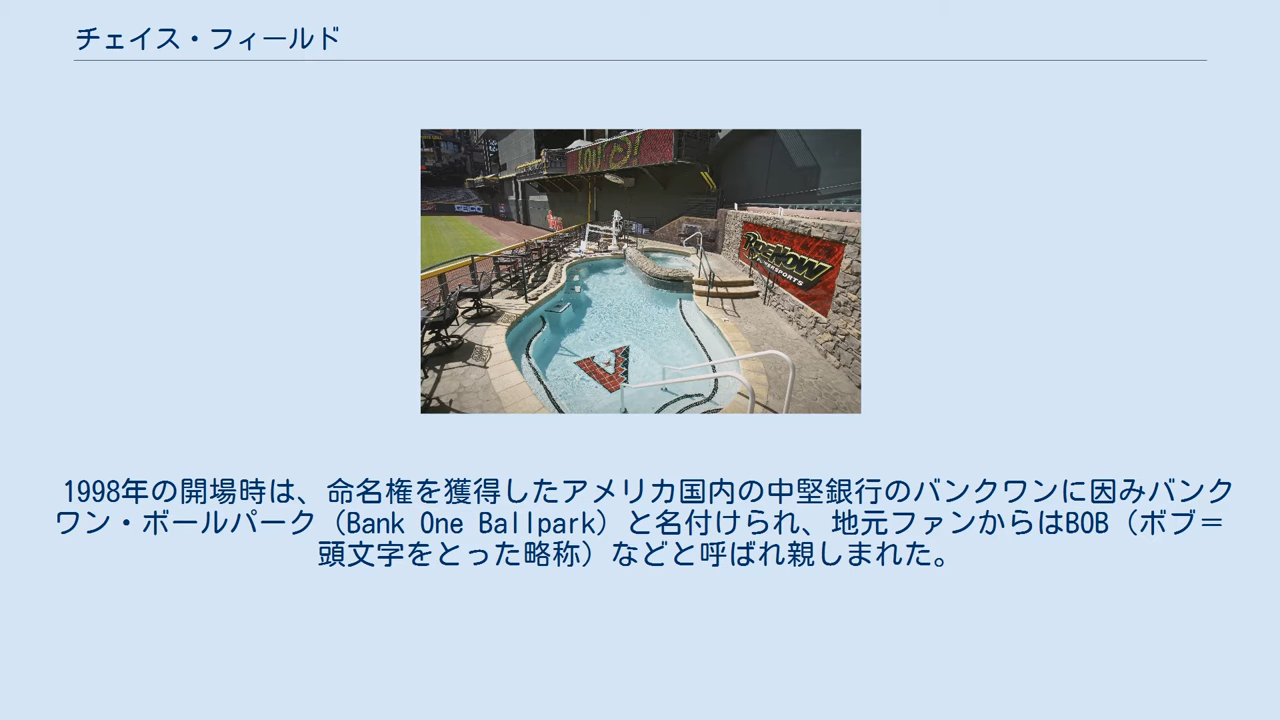 チェイス・フィールド
GEICO
RideNow
POWERSPORTS
1998年の開場時は、命名権を獲得したアメリカ国内の中堅銀行のバンクワンに因みバンク
ワン・ボールパーク（Bank One Ballpark）と名付けられ、地元ファンからはBOB（ボブ＝
頭文字をとった略称）などと呼ばれ親しまれた。